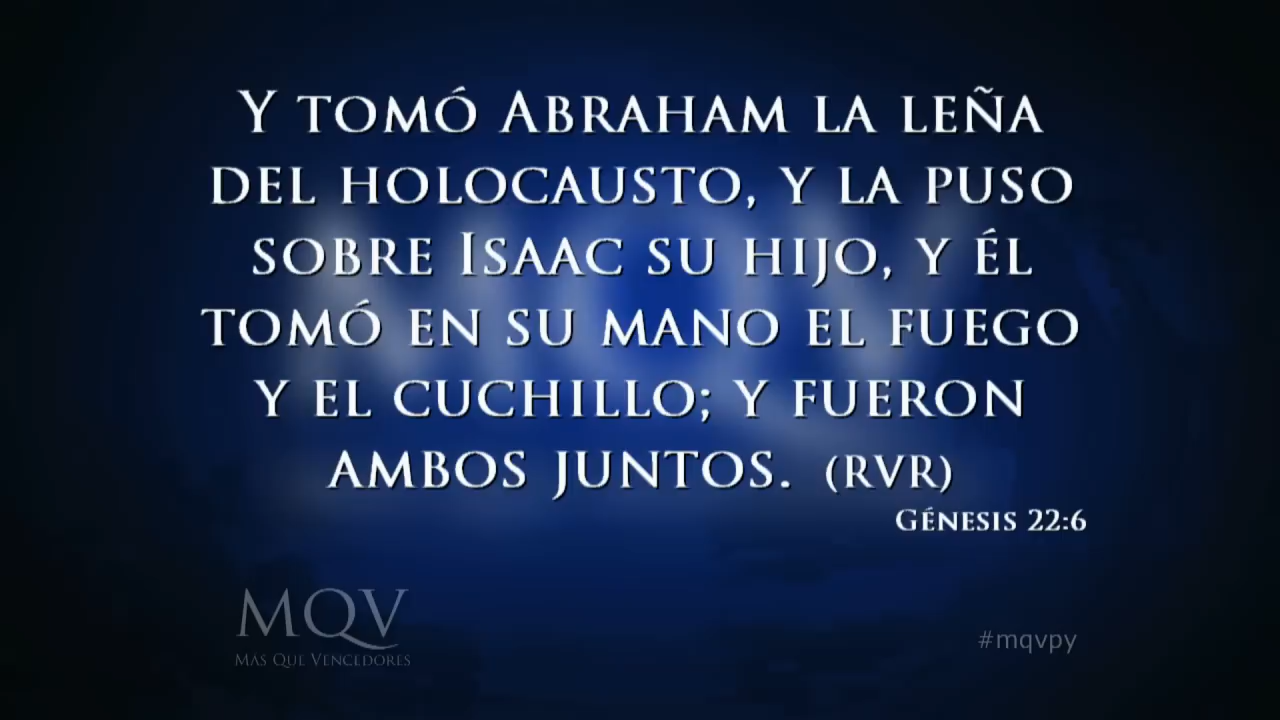 Y TOMÓ ABRAHAM LA LEÑA
DEL HOLOCAUSTO, Y LA PUSO
SOBRE ISAAC SU HIJO, Y ÉL
TOMÓ EN SU MANO EL FUEGO
Y EL CUCHILLO; Y FUERON
AMBOS JUNTOS. (RVR)
GÉNESIS 22:6
MQV
MÁS QUE VENCEDORES
#mqvpy